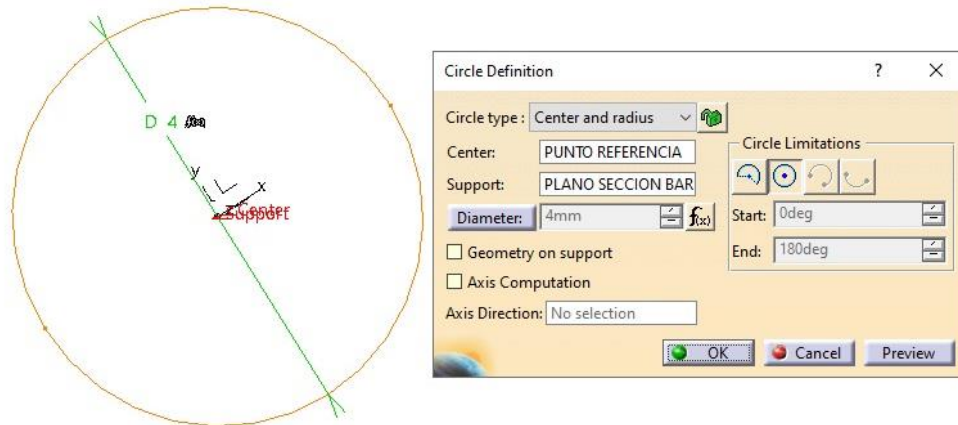 D 4 f(x)
y
x
z
Center
Support
Circle Definition ? X
Circle type : Center and radius
Center: PUNTO REFERENCIA
Support: PLANO SECCION BAR
Diameter: 4mm f(x)
Geometry on support
Axis Computation
Axis Direction: No selection
Circle Limitations
Start: 0deg
End: 180deg
OK Cancel Preview